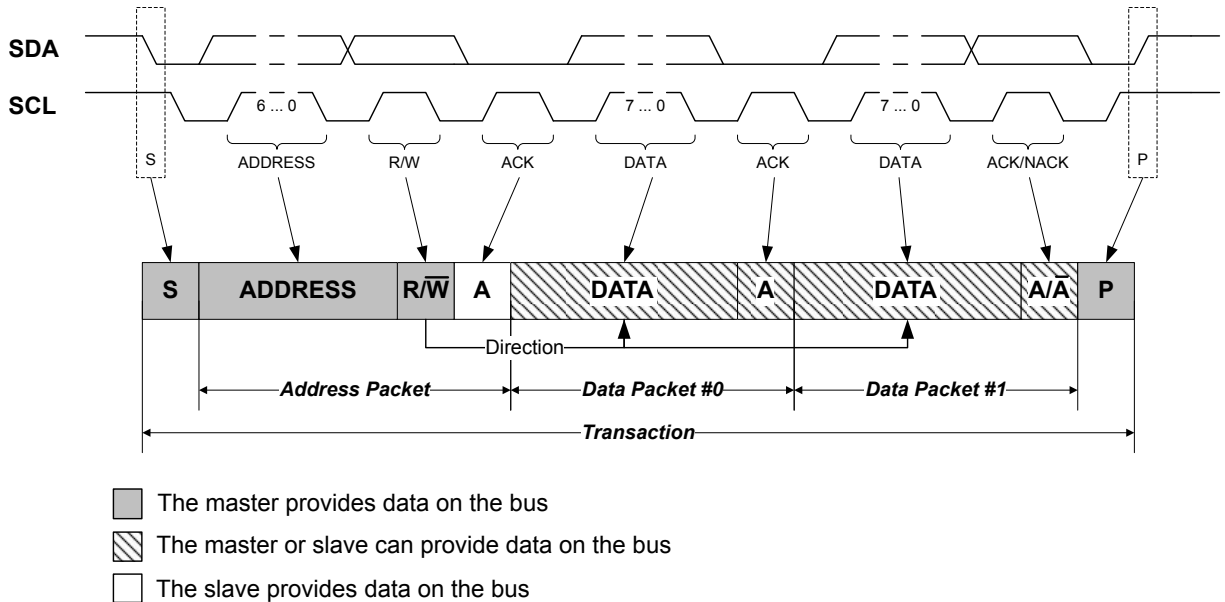 SDA
SCL
6 ... 0
7 ... 0
7 ... 0
S
ADDRESS
R/W
ACK
DATA
ACK
DATA
ACK/NACK
P
S
ADDRESS
R/W̅
A
DATA
A
DATA
A/A̅
P
Direction
Address Packet
Data Packet #0
Data Packet #1
Transaction
The master provides data on the bus
The master or slave can provide data on the bus
The slave provides data on the bus